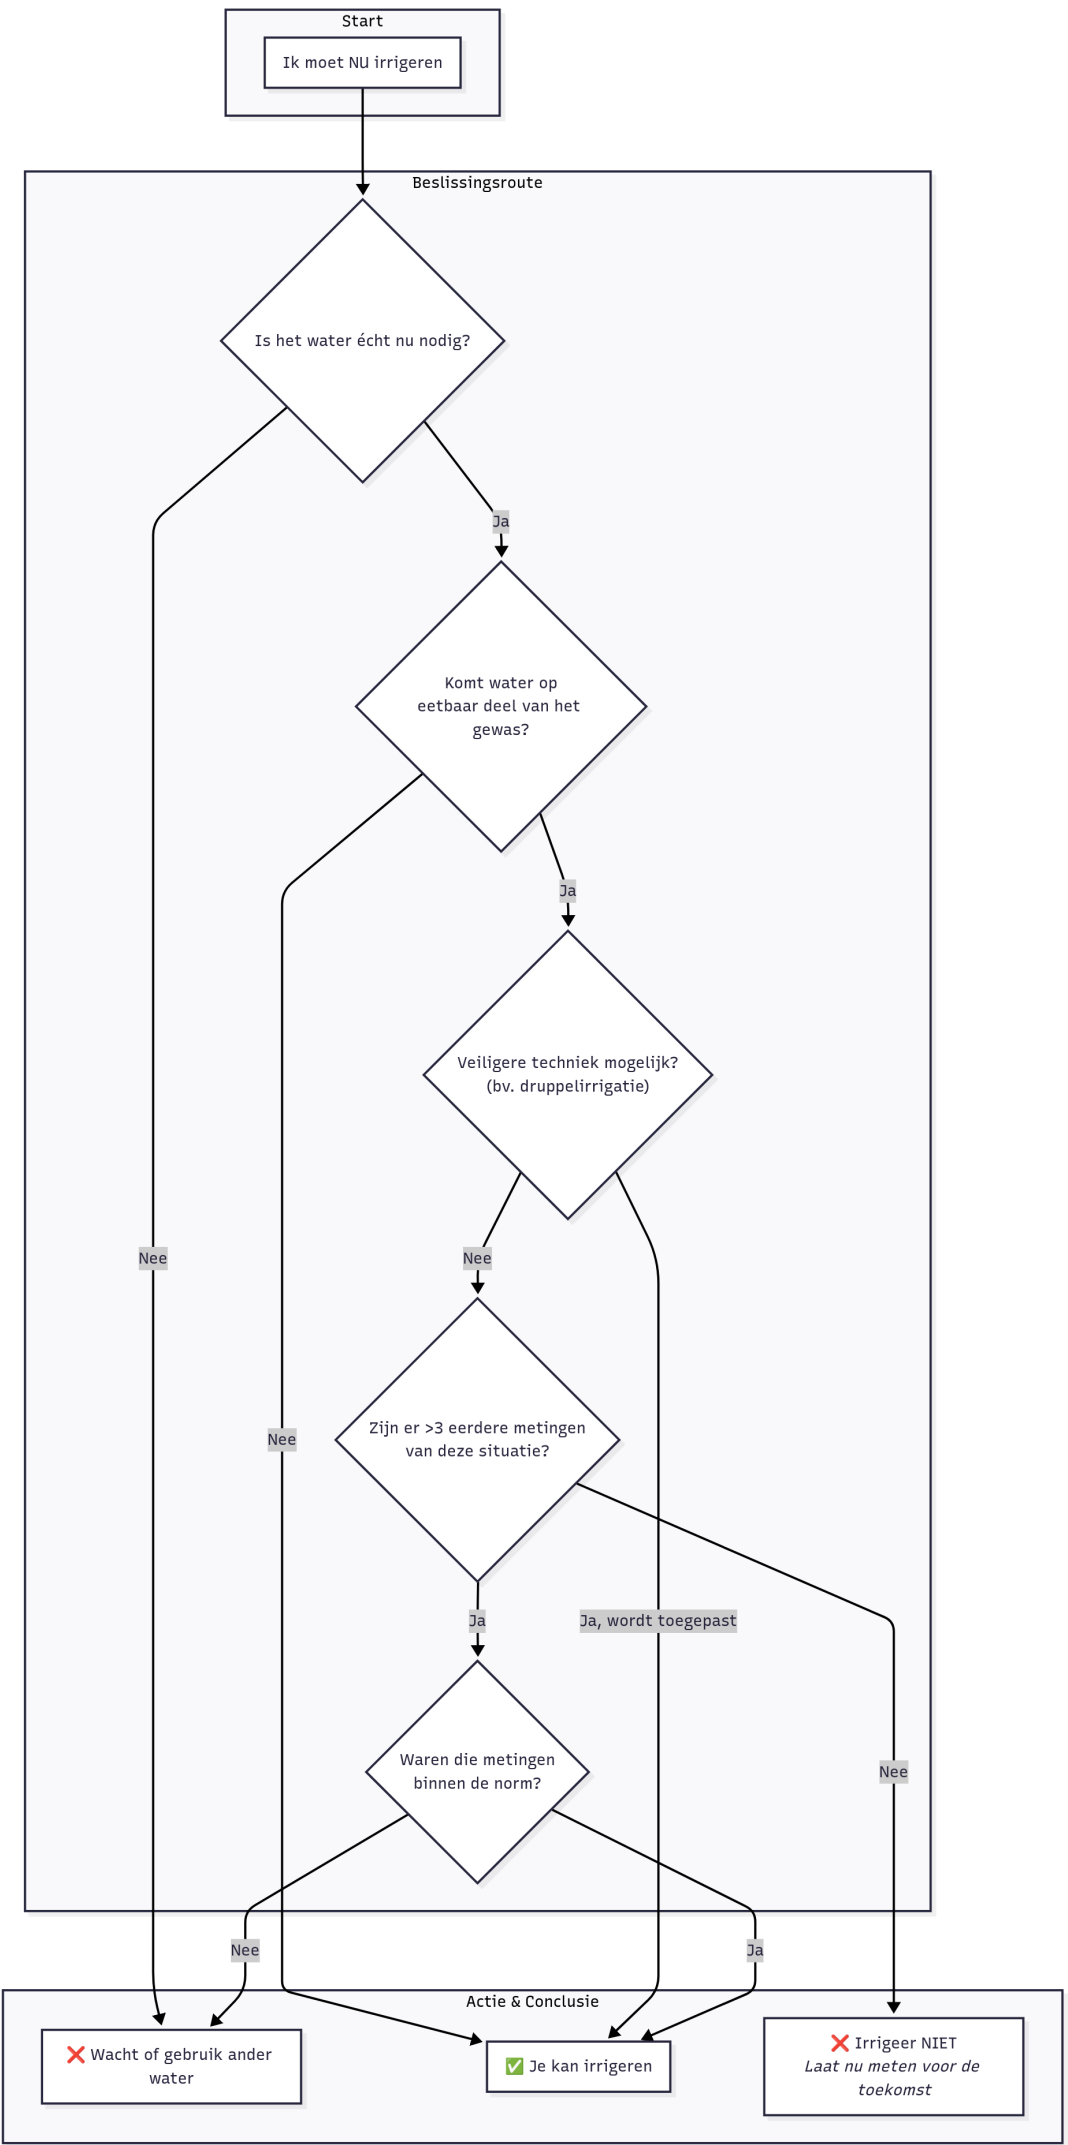 Start
Ik moet NU irrigeren
Beslissingsroute
Is het water écht nu nodig?
Ja
Komt water op
eetbaar deel van het
gewas?
Ja
Veiligere techniek mogelijk?
(bv. druppelirrigatie)
Nee
Nee
Zijn er >3 eerdere metingen
van deze situatie?
Nee
Ja
Ja, wordt toegepast
Waren die metingen
binnen de norm?
Nee
Nee
Ja
Actie & Conclusie
❌ Wacht of gebruik ander
water
✅ Je kan irrigeren
❌ Irrigeer NIET
Laat nu meten voor de
toekomst